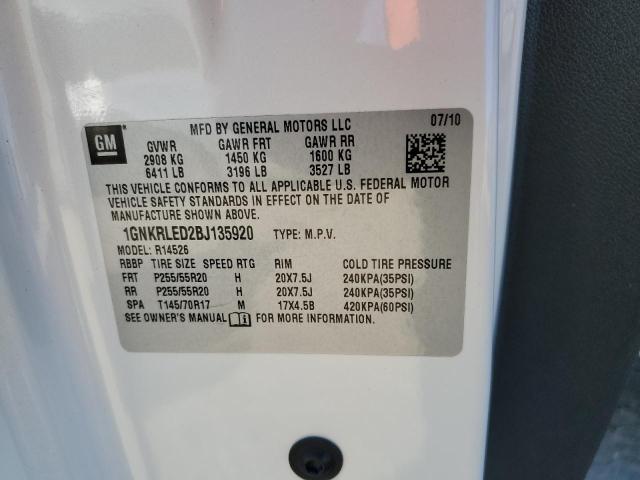 MFD BY GENERAL MOTORS LLC 07/10
GM
GVWR GAWR FRT GAWR RR
2908 KG 1450 KG 1600 KG
6411 LB 3196 LB 3527 LB
THIS VEHICLE CONFORMS TO ALL APPLICABLE U.S. FEDERAL MOTOR
VEHICLE SAFETY STANDARDS IN EFFECT ON THE DATE OF
MANUFACTURE SHOWN ABOVE.
1GNKRLED2BJ135920 TYPE: M.P.V.
MODEL: R14526
RBBP TIRE SIZE SPEED RTG RIM COLD TIRE PRESSURE
FRT P255/55R20 H 20X7.5J 240KPA(35PSI)
RR P255/55R20 H 20X7.5J 240KPA(35PSI)
SPA T145/70R17 M 17X4.5B 420KPA(60PSI)
SEE OWNER'S MANUAL FOR MORE INFORMATION.